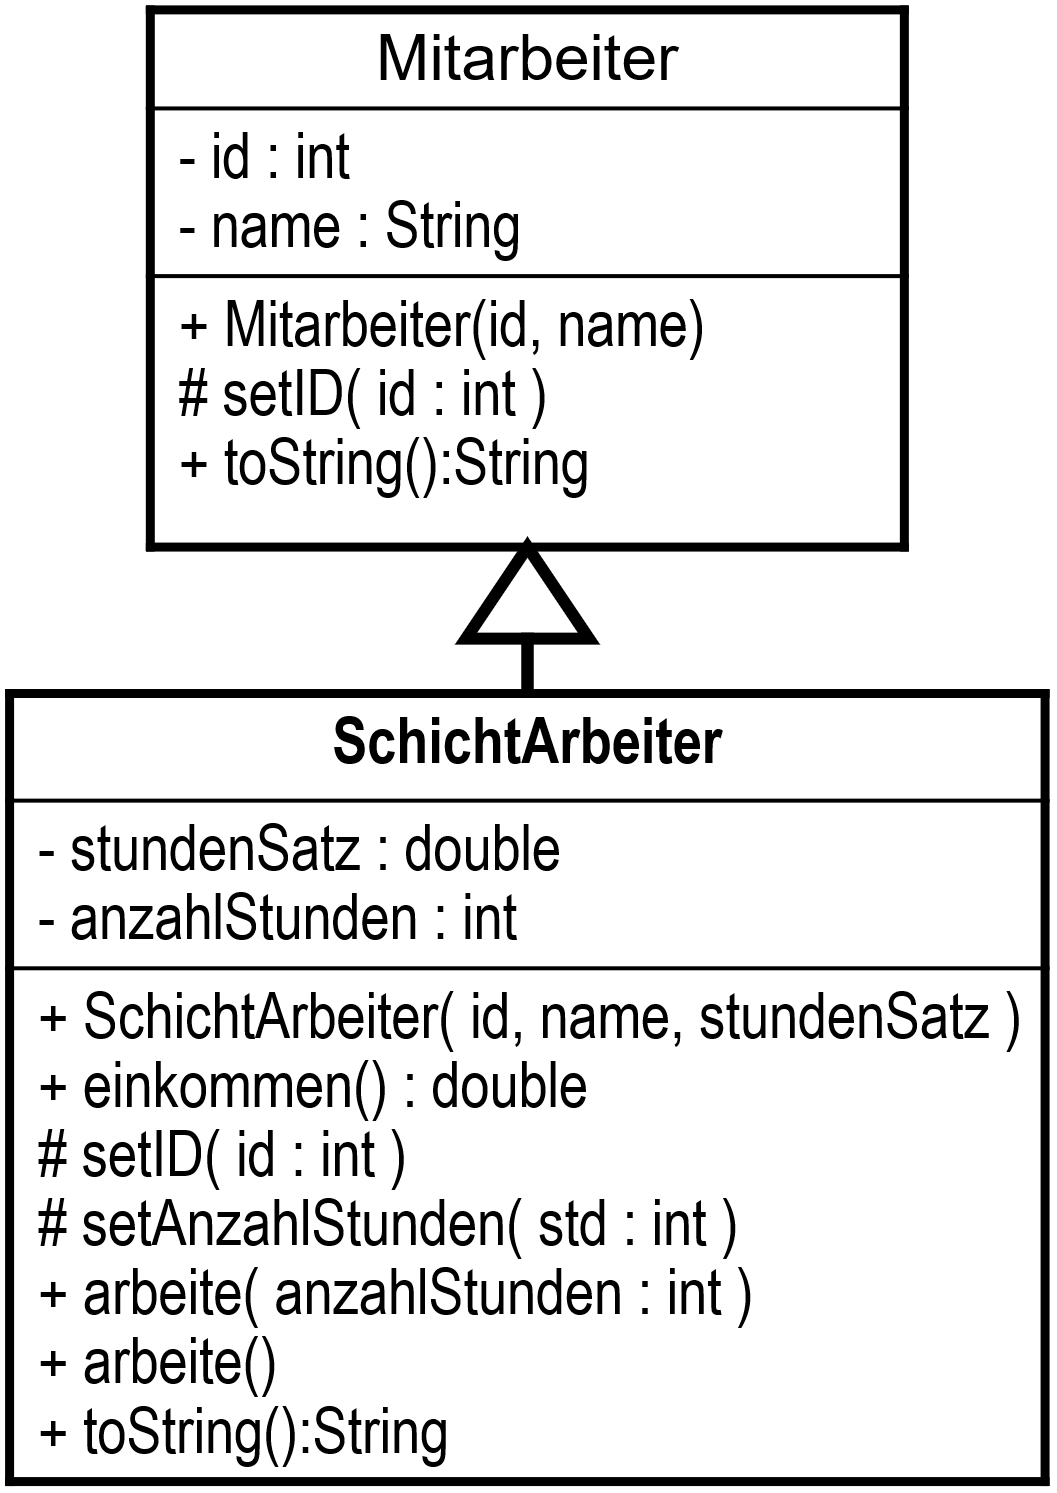 Mitarbeiter
- id : int
- name : String
+ Mitarbeiter(id, name)
# setID( id : int )
+ toString():String
SchichtArbeiter
- stundenSatz : double
- anzahlStunden : int
+ SchichtArbeiter( id, name, stundenSatz )
+ einkommen() : double
# setID( id : int )
# setAnzahlStunden( std : int )
+ arbeite( anzahlStunden : int )
+ arbeite()
+ toString():String